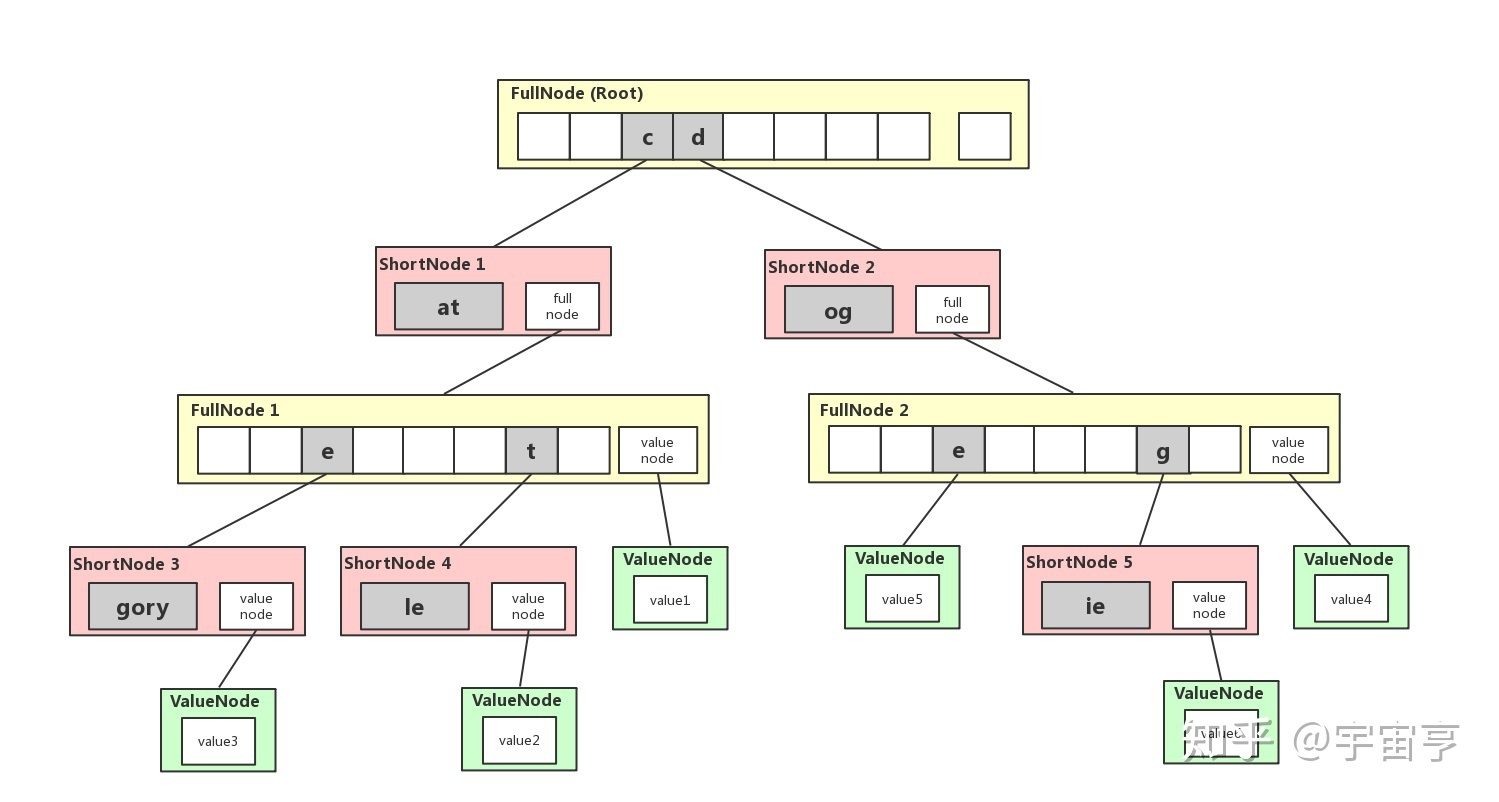 FullNode (Root)
c d
ShortNode 1
at
full
node
ShortNode 2
og
full
node
FullNode 1
e t
value
node
FullNode 2
e g
value
node
ShortNode 3
gory
value
node
ShortNode 4
le
value
node
ValueNode
value1
ValueNode
value5
ShortNode 5
ie
value
node
ValueNode
value4
ValueNode
value3
ValueNode
value2
ValueNode
value6
知乎 @宇宙亨